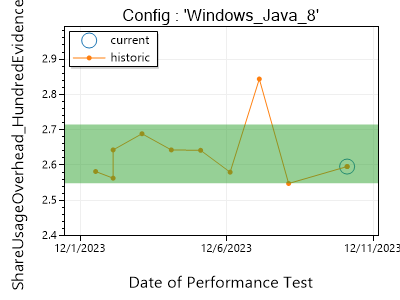 Config : 'Windows_Java_8'
ShareUsageOverhead_HundredEvidence
current
historic
2.9
2.8
2.7
2.6
2.5
2.4
12/1/2023
12/6/2023
12/11/2023
Date of Performance Test